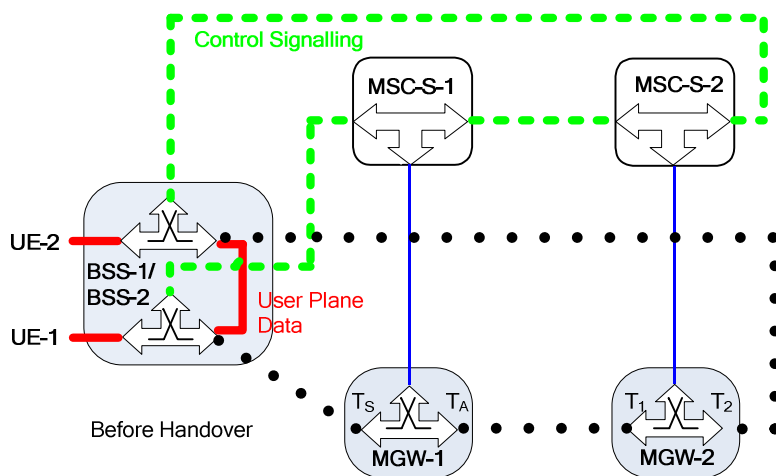 Control Signalling
MSC-S-1
MSC-S-2
UE-2
BSS-1/
BSS-2
User Plane
Data
UE-1
Before Handover
TS
TA
MGW-1
T1
T2
MGW-2